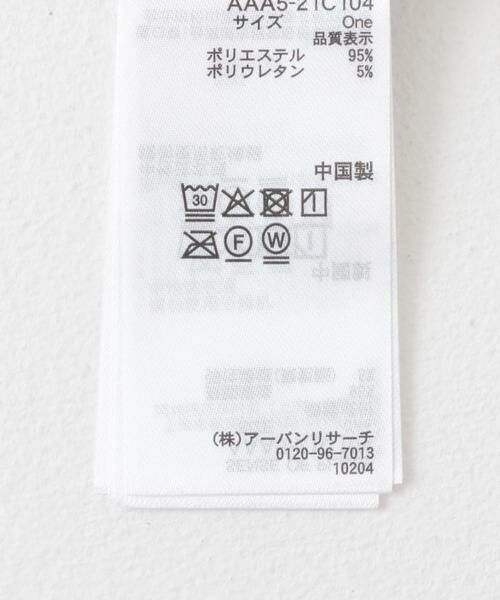 AAA5-21C104
サイズ One
品質表示
ポリエステル 95%
ポリウレタン 5%
中国製
30
F W
(株)アーバンリサーチ
0120-96-7013
10204